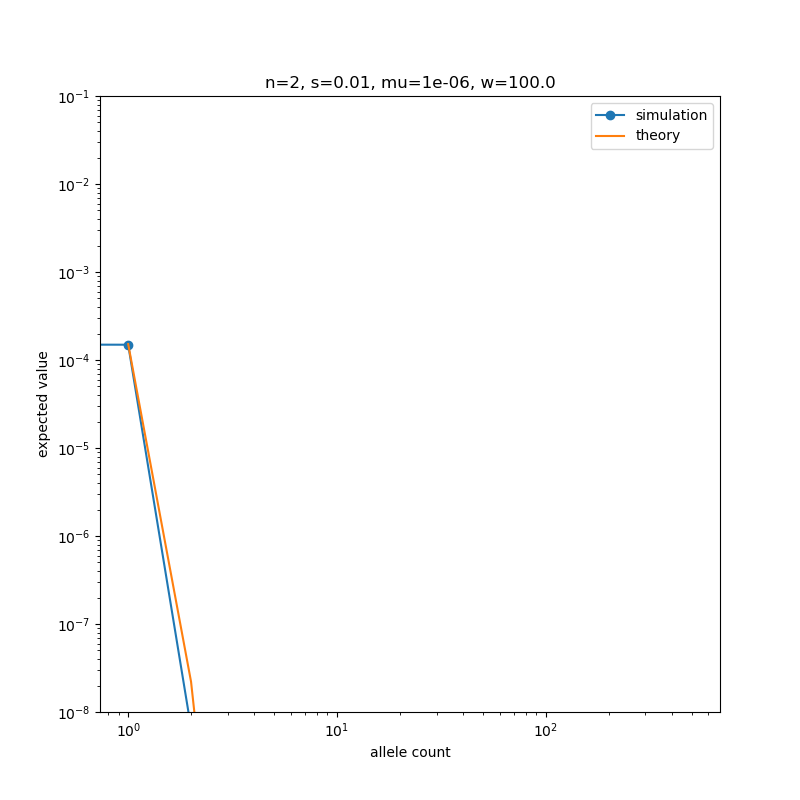 n=2, s=0.01, mu=1e-06, w=100.0
simulation
theory
10⁻¹
10⁻²
10⁻³
10⁻⁴
10⁻⁵
10⁻⁶
10⁻⁷
10⁻⁸
expected value
10⁰
10¹
10²
allele count